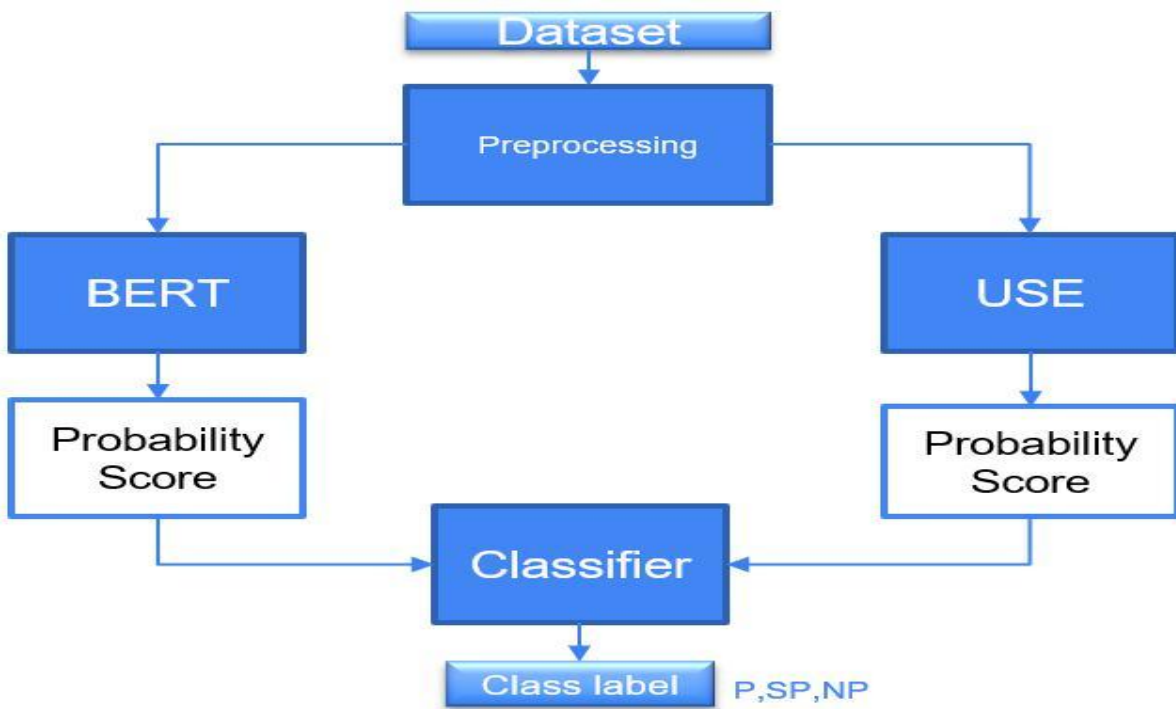 Dataset
Preprocessing
BERT
USE
Probability
Score
Probability
Score
Classifier
Class label
P,SP,NP